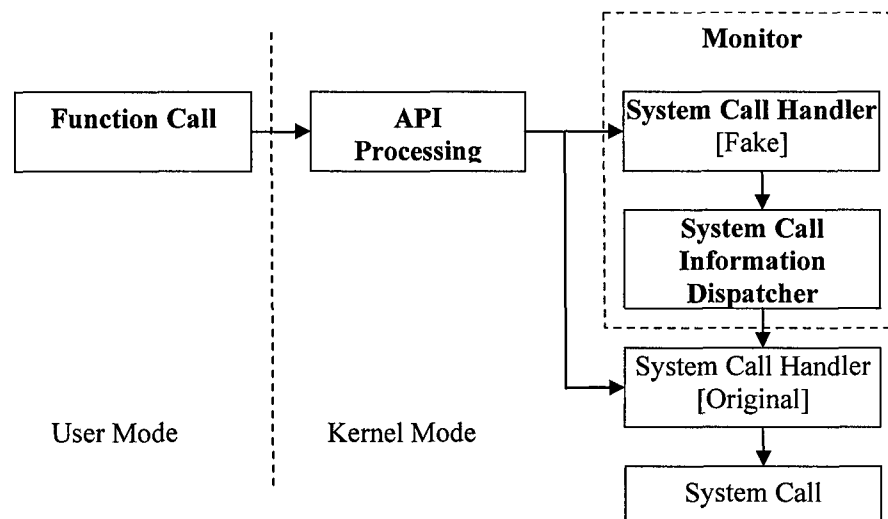 Monitor
Function Call
API
Processing
System Call Handler
[Fake]
System Call
Information
Dispatcher
System Call Handler
[Original]
User Mode
Kernel Mode
System Call